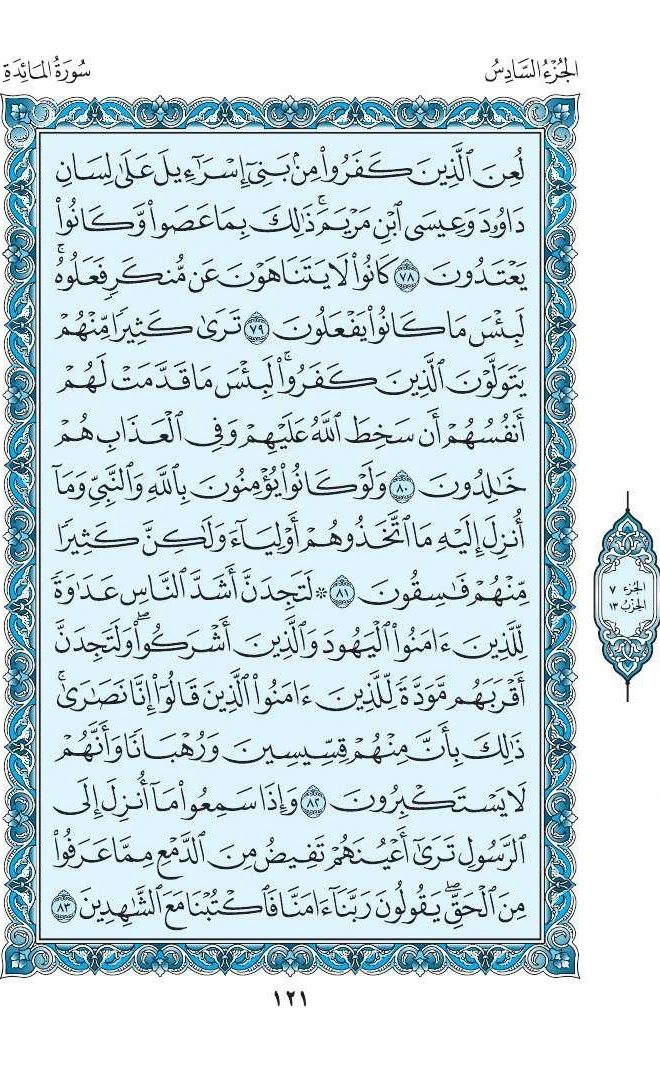 الجُزْءُ السَّادِسُ
سُورَةُ المَائِدَةِ
لُعِنَ ٱلَّذِينَ كَفَرُواْ مِنۢ بَنِيٓ إِسۡرَٰٓءِيلَ عَلَىٰ لِسَانِ
دَاوُۥدَ وَعِيسَى ٱبۡنِ مَرۡيَمَۚ ذَٰلِكَ بِمَا عَصَواْ وَّكَانُواْ
يَعۡتَدُونَ ٧٨ كَانُواْ لَا يَتَنَاهَوۡنَ عَن مُّنكَرٖ فَعَلُوهُۚ
لَبِئۡسَ مَا كَانُواْ يَفۡعَلُونَ ٧٩ تَرَىٰ كَثِيرٗا مِّنۡهُمۡ
يَتَوَلَّوۡنَ ٱلَّذِينَ كَفَرُواْۚ لَبِئۡسَ مَا قَدَّمَتۡ لَهُمۡ
أَنفُسُهُمۡ أَن سَخِطَ ٱللَّهُ عَلَيۡهِمۡ وَفِي ٱلۡعَذَابِ هُمۡ
خَٰلِدُونَ ٨٠ وَلَوۡ كَانُواْ يُؤۡمِنُونَ بِٱللَّهِ وَٱلنَّبِيِّ وَمَآ
أُنزِلَ إِلَيۡهِ مَا ٱتَّخَذُوهُمۡ أَوۡلِيَآءَ وَلَٰكِنَّ كَثِيرٗا
مِّنۡهُمۡ فَٰسِقُونَ ٨١ ۞ لَتَجِدَنَّ أَشَدَّ ٱلنَّاسِ عَدَٰوَةٗ
لِّلَّذِينَ ءَامَنُواْ ٱلۡيَهُودَ وَٱلَّذِينَ أَشۡرَكُواْۖ وَلَتَجِدَنَّ
أَقۡرَبَهُم مَّوَدَّةٗ لِّلَّذِينَ ءَامَنُواْ ٱلَّذِينَ قَالُوٓاْ إِنَّا نَصَٰرَىٰۚ
ذَٰلِكَ بِأَنَّ مِنۡهُمۡ قِسِّيسِينَ وَرُهۡبَانٗا وَأَنَّهُمۡ
لَا يَسۡتَكۡبِرُونَ ٨٢ وَإِذَا سَمِعُواْ مَآ أُنزِلَ إِلَى
ٱلرَّسُولِ تَرَىٰٓ أَعۡيُنَهُمۡ تَفِيضُ مِنَ ٱلدَّمۡعِ مِمَّا عَرَفُواْ
مِنَ ٱلۡحَقِّۖ يَقُولُونَ رَبَّنَآ ءَامَنَّا فَٱكۡتُبۡنَا مَعَ ٱلشَّٰهِدِينَ ٨٣
الجُزء ٧
الحِزْبُ ١٣
١٢١